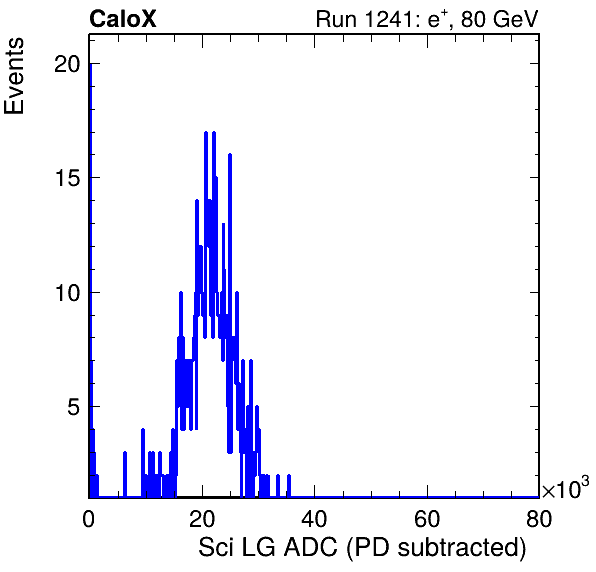 CaloX Run 1241: e⁺, 80 GeV
Events
20
15
10
5
×10³
0 20 40 60 80
Sci LG ADC (PD subtracted)